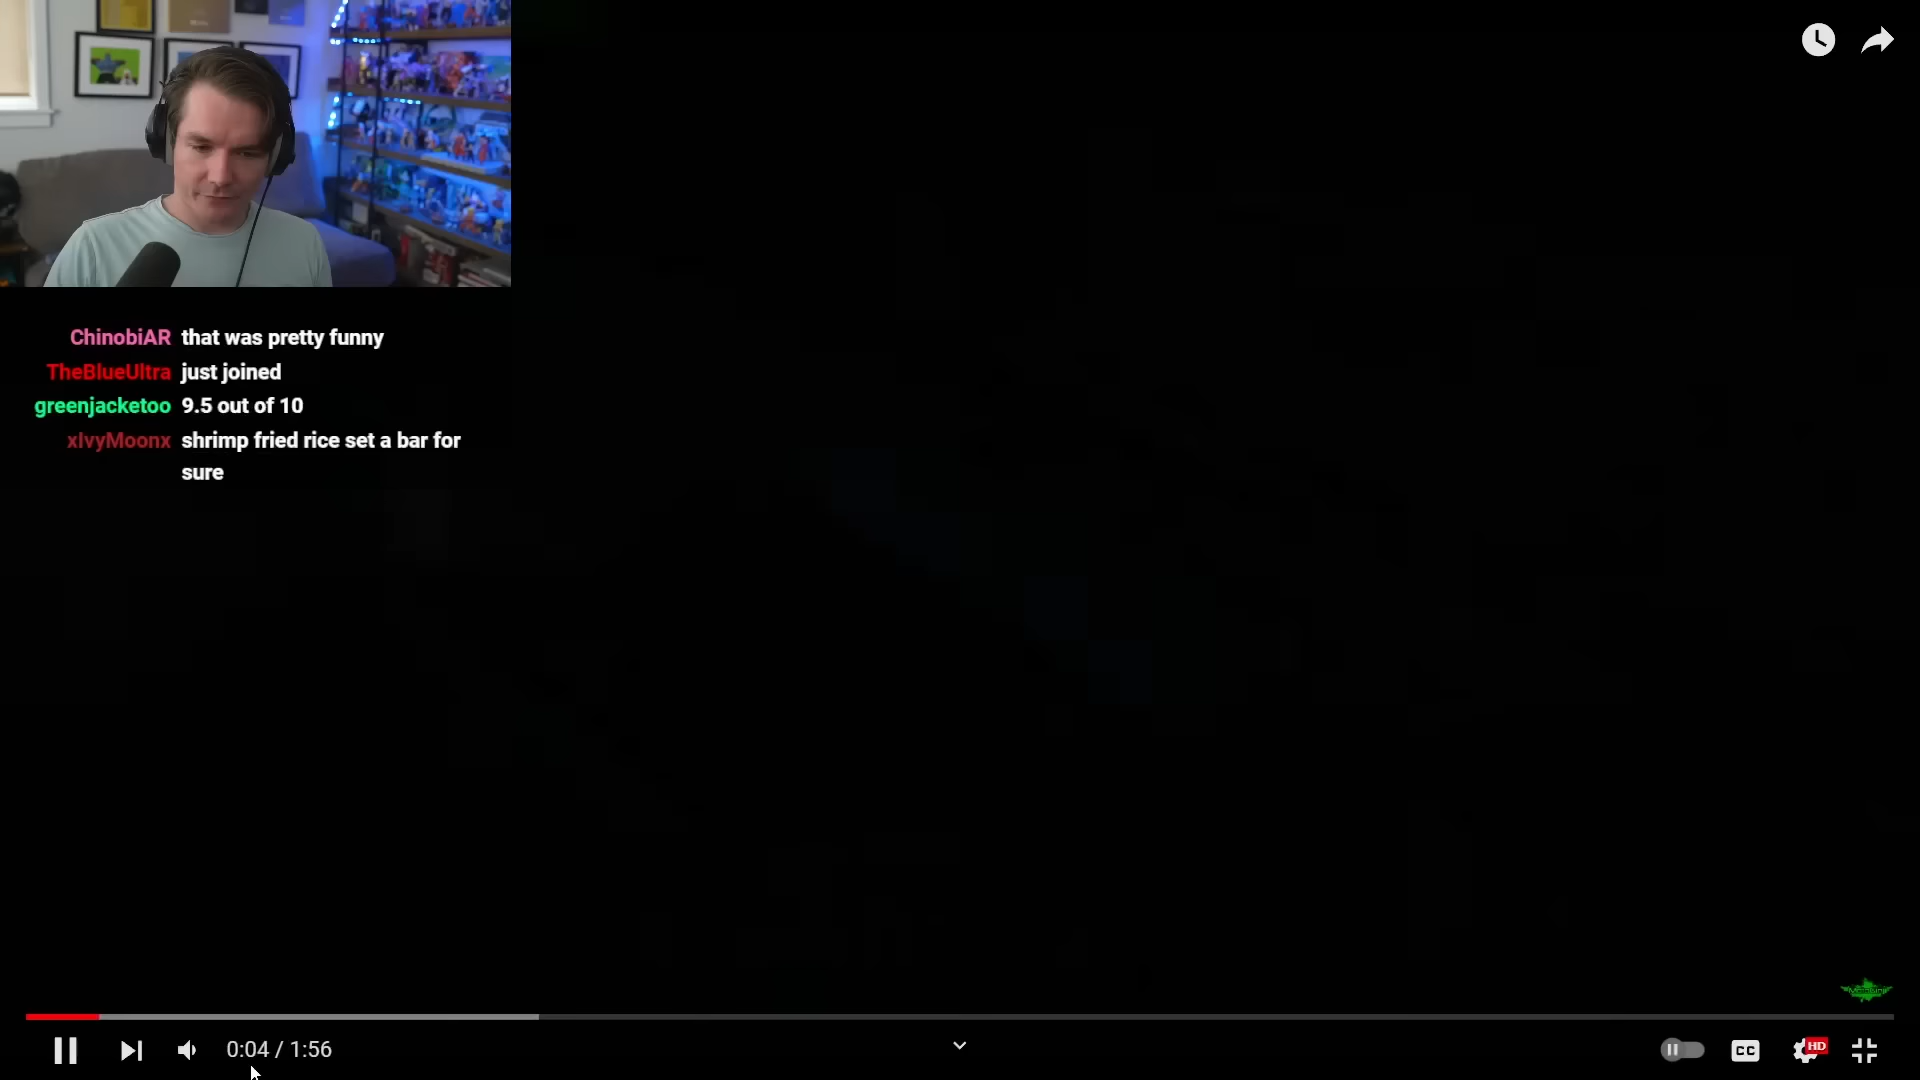 ChinobiAR that was pretty funny
TheBlueUltra just joined
greenjacketoo 9.5 out of 10
xIvyMoonx shrimp fried rice set a bar for
sure
0:04 / 1:56
CC
HD